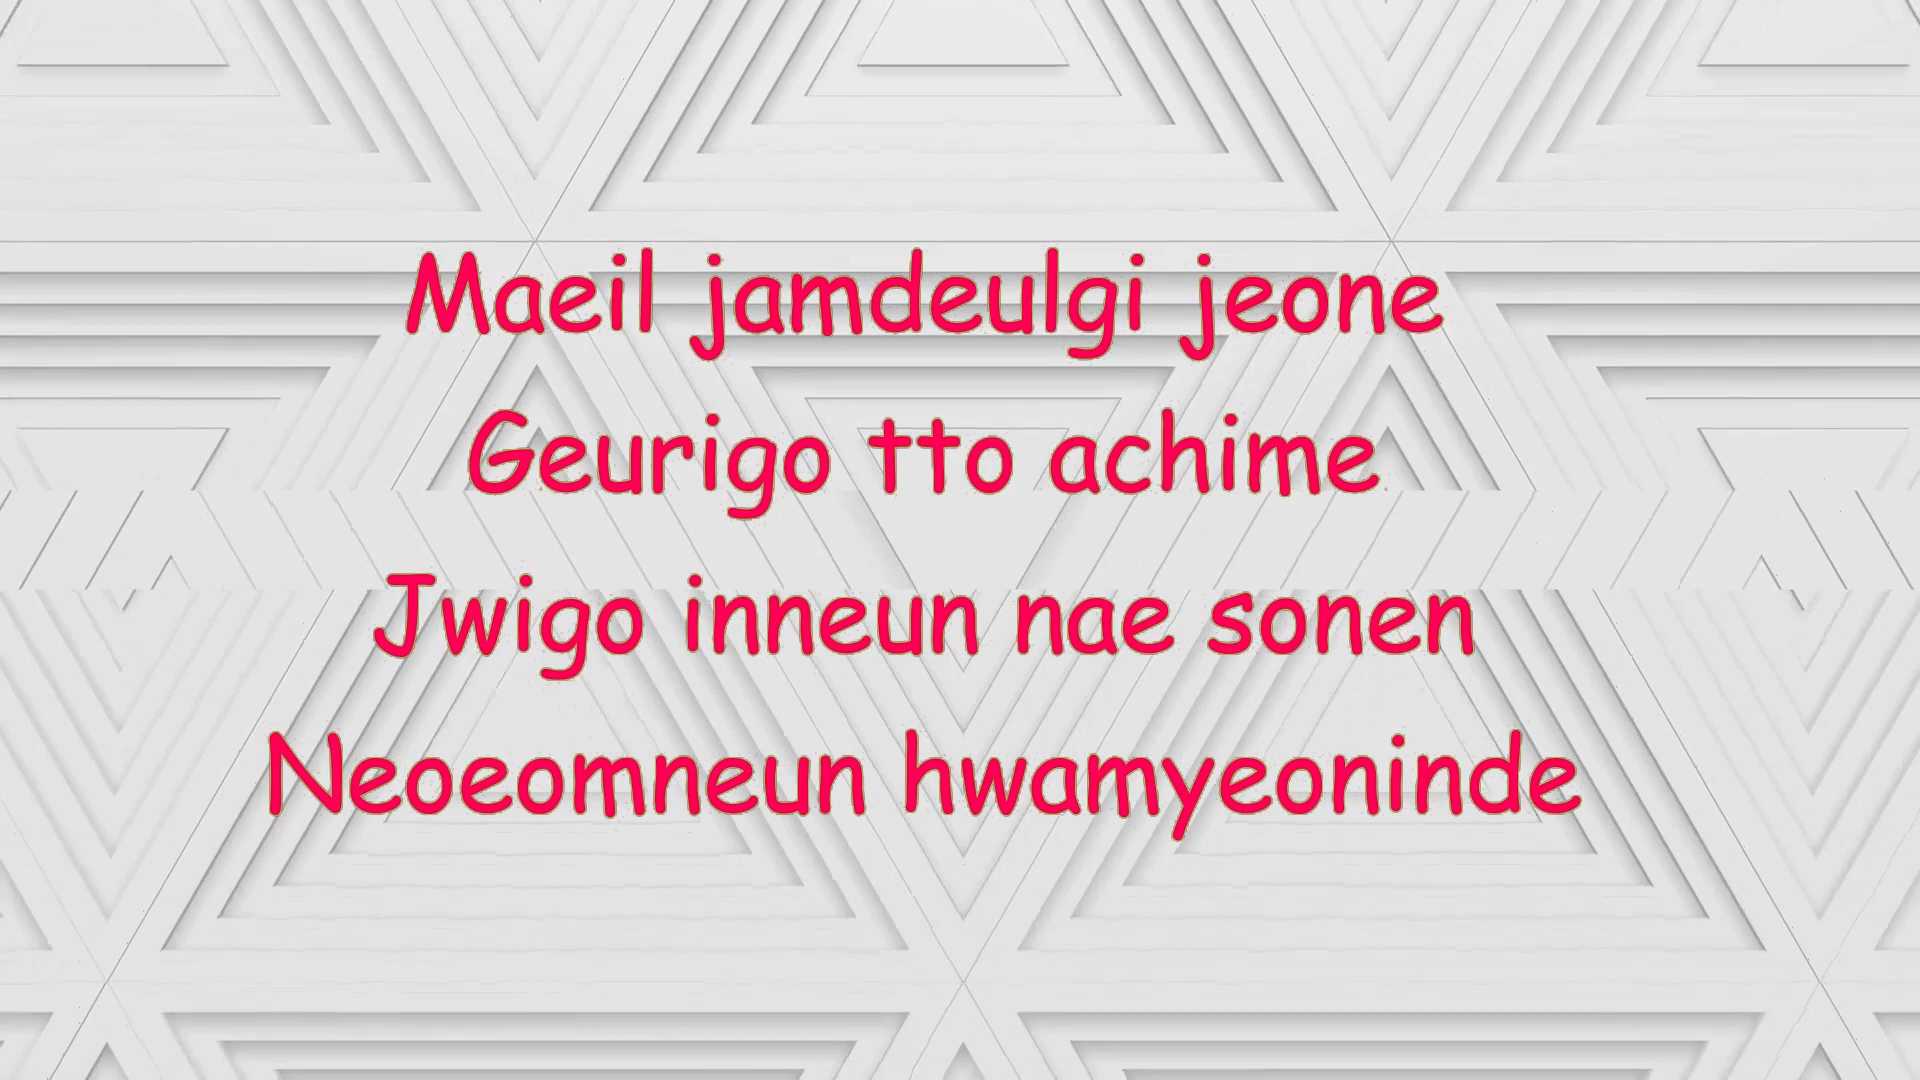 Maeil jamdeulgi jeone
Geurigo tto achime
Jwigo inneun nae sonen
Neoeomneun hwamyeoninde